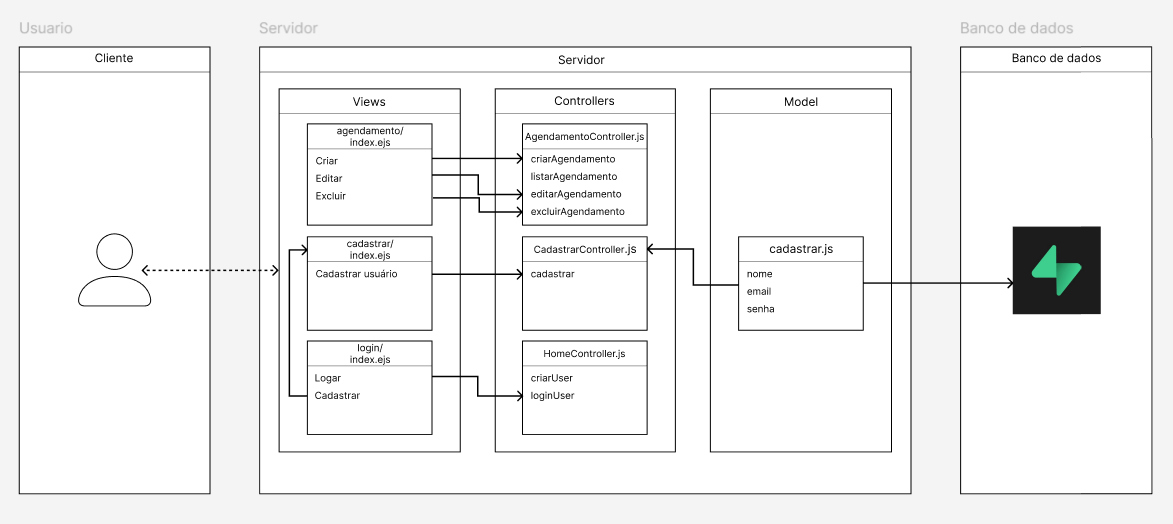 Usuario
Cliente
Servidor
Servidor
Views
agendamento/
index.ejs
Criar
Editar
Excluir
cadastrar/
index.ejs
Cadastrar usuário
login/
index.ejs
Logar
Cadastrar
Controllers
AgendamentoController.js
criarAgendamento
listarAgendamento
editarAgendamento
excluirAgendamento
CadastrarController.js
cadastrar
HomeController.js
criarUser
loginUser
Model
cadastrar.js
nome
email
senha
Banco de dados
Banco de dados